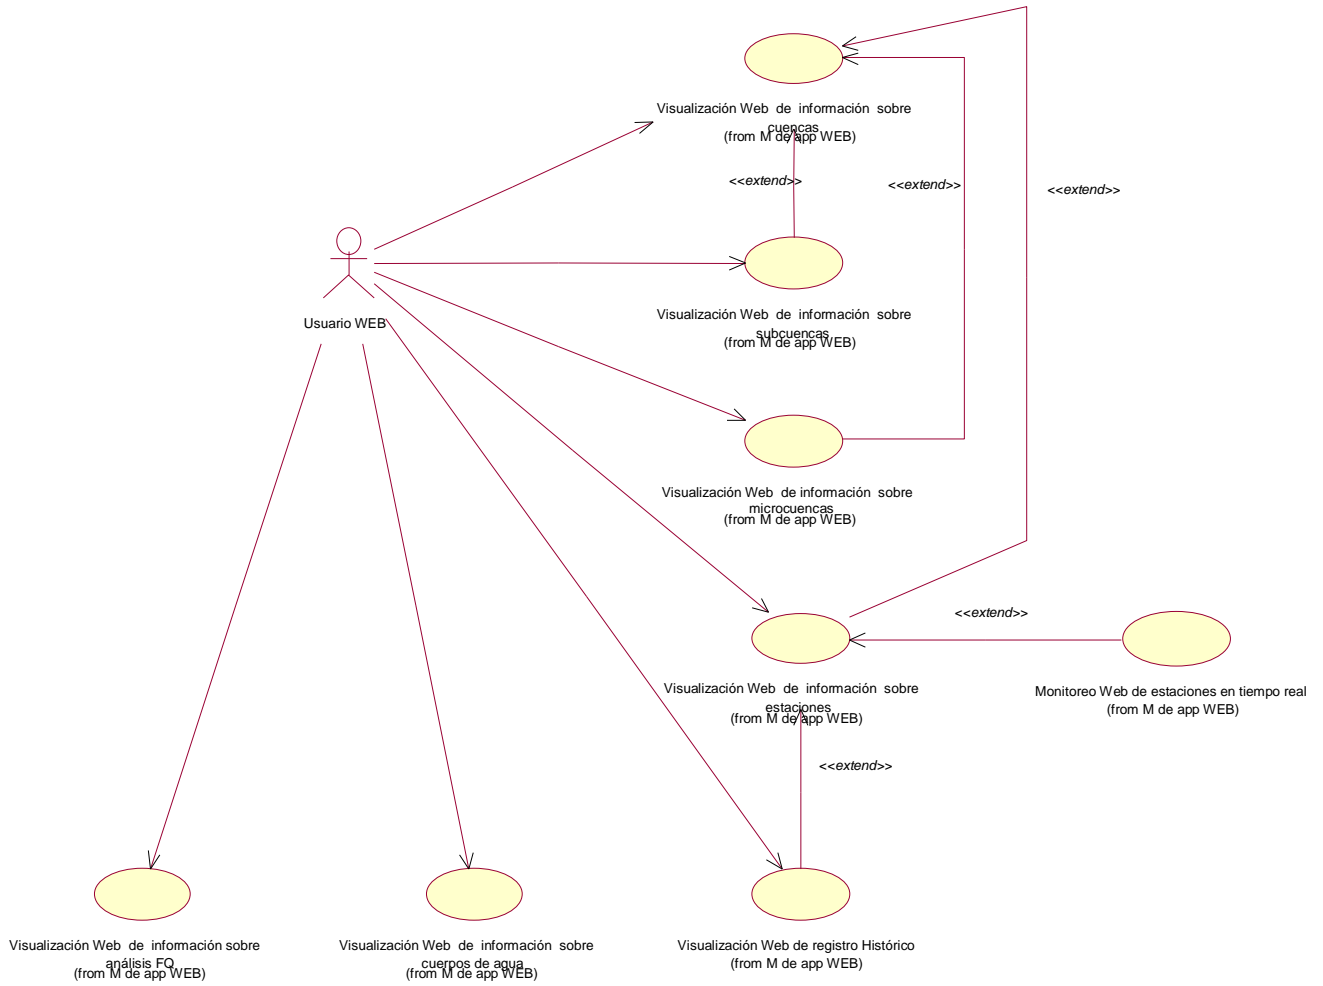 Visualización Web de información sobre
cuencas
(from M de app WEB)
<<extend>>
<<extend>>
<<extend>>
Usuario WEB
Visualización Web de información sobre
subcuencas
(from M de app WEB)
Visualización Web de información sobre
microcuencas
(from M de app WEB)
<<extend>>
Visualización Web de información sobre
estaciones
(from M de app WEB)
Monitoreo Web de estaciones en tiempo real
(from M de app WEB)
<<extend>>
Visualización Web de información sobre
análisis FQ
(from M de app WEB)
Visualización Web de información sobre
cuerpos de agua
(from M de app WEB)
Visualización Web de registro Histórico
(from M de app WEB)